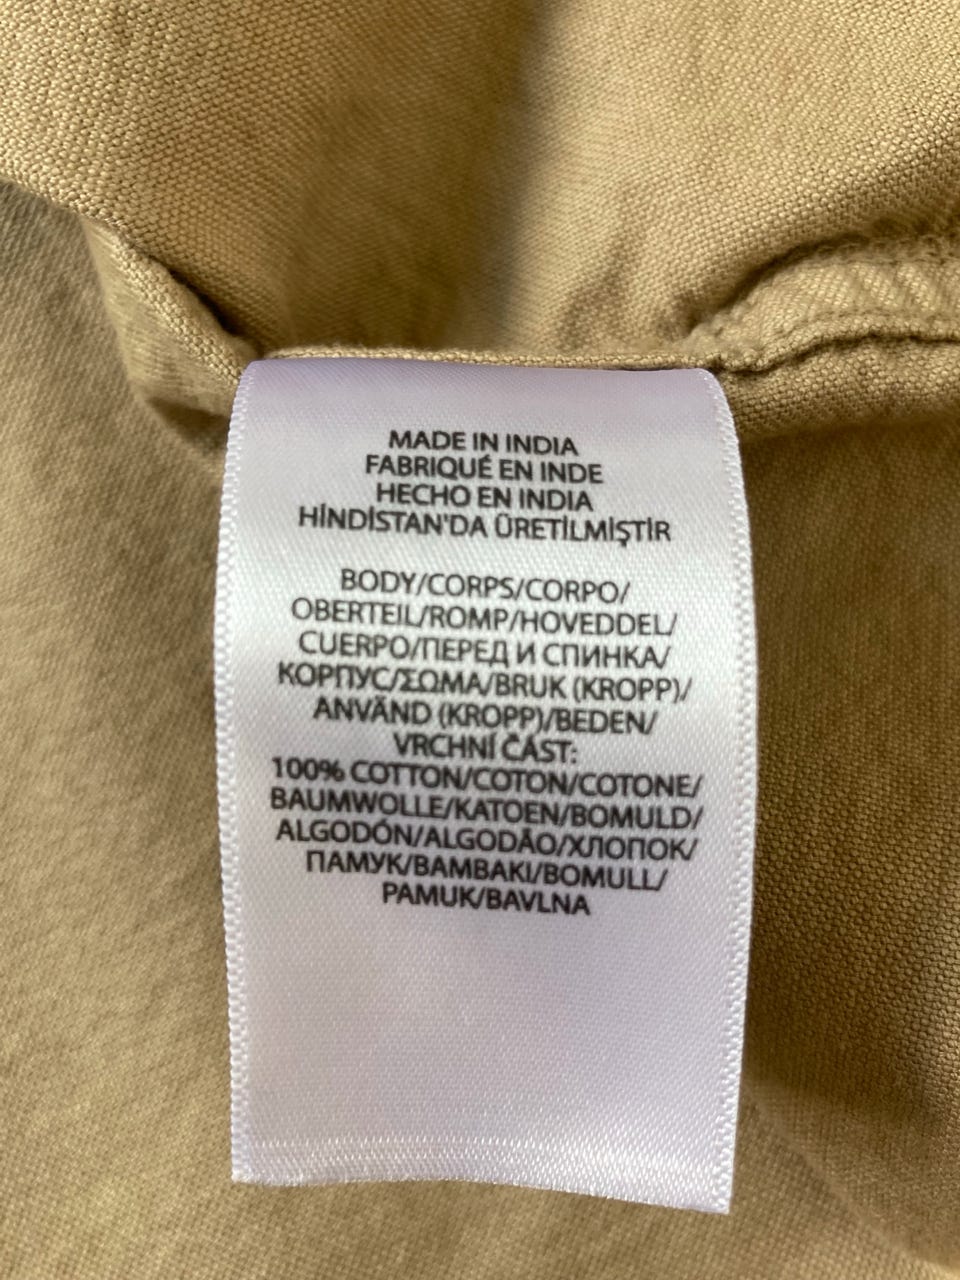 MADE IN INDIA
FABRIQUÉ EN INDE
HECHO EN INDIA
HİNDİSTAN'DA ÜRETİLMİŞTİR
BODY/CORPS/CORPO/
OBERTEIL/ROMP/HOVEDDEL/
CUERPO/ПЕРЕД И СПИНКА/
КОРПУС/ΣΩΜΑ/BRUK (KROPP)/
ANVÄND (KROPP)/BEDEN/
VRCHNÍ ČÁST:
100% COTTON/COTON/COTONE/
BAUMWOLLE/KATOEN/BOMULD/
ALGODÓN/ALGODÃO/ХЛОПОК/
ПАМУК/ΒΑΜΒΑΚΙ/BOMULL/
PAMUK/BAVLNA